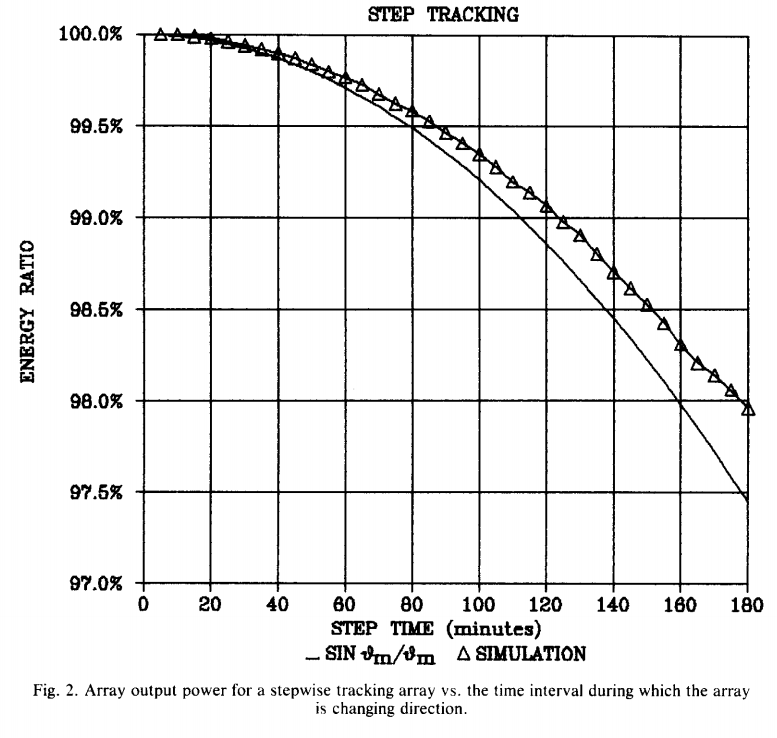 STEP TRACKING
100.0%
99.5%
99.0%
98.5%
98.0%
97.5%
97.0%
ENERGY RATIO
0 20 40 60 80 100 120 140 160 180
STEP TIME (minutes)
— SIN ϑm/ϑm △ SIMULATION
Fig. 2. Array output power for a stepwise tracking array vs. the time interval during which the array
is changing direction.